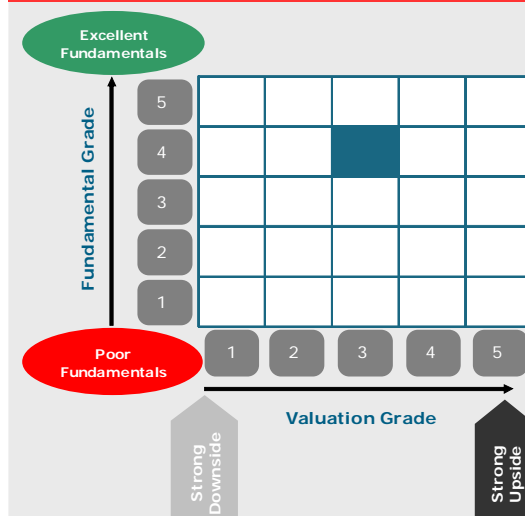 Excellent
Fundamentals
Fundamental Grade
5
4
3
2
1
Poor
Fundamentals
1 2 3 4 5
Valuation Grade
Strong
Downside
Strong
Upside